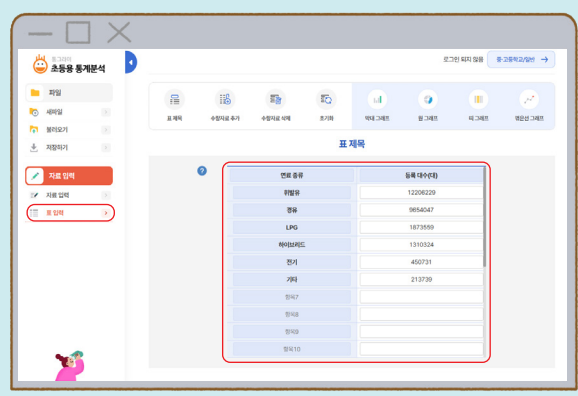 통그라미
초등용 통계분석
로그인 되지 않음
중·고등학교/일반 →
파일
새파일
불러오기
저장하기
자료 입력
자료 입력
표 입력
표 제목
수량자료 추가
수량자료 삭제
초기화
막대 그래프
원 그래프
띠 그래프
꺾은선 그래프
표 제목
?
연료 종류 등록 대수(대)
휘발유 12206229
경유 9654047
LPG 1873559
하이브리드 1310324
전기 450731
기타 213739
항목7
항목8
항목9
항목10